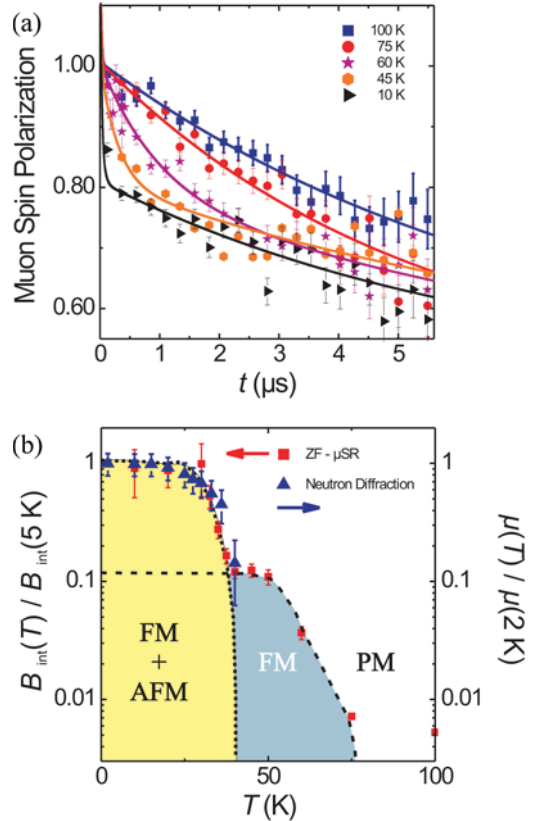 (a)
100 K
75 K
60 K
45 K
10 K
1.00
0.80
0.60
Muon Spin Polarization
0 1 2 3 4 5
t (μs)
(b)
ZF - μSR
Neutron Diffraction
1
0.1
0.01
B int(T) / B int(5 K)
1
0.1
0.01
μ(T) / μ(2 K)
FM
+
AFM
FM
PM
0 50 100
T (K)